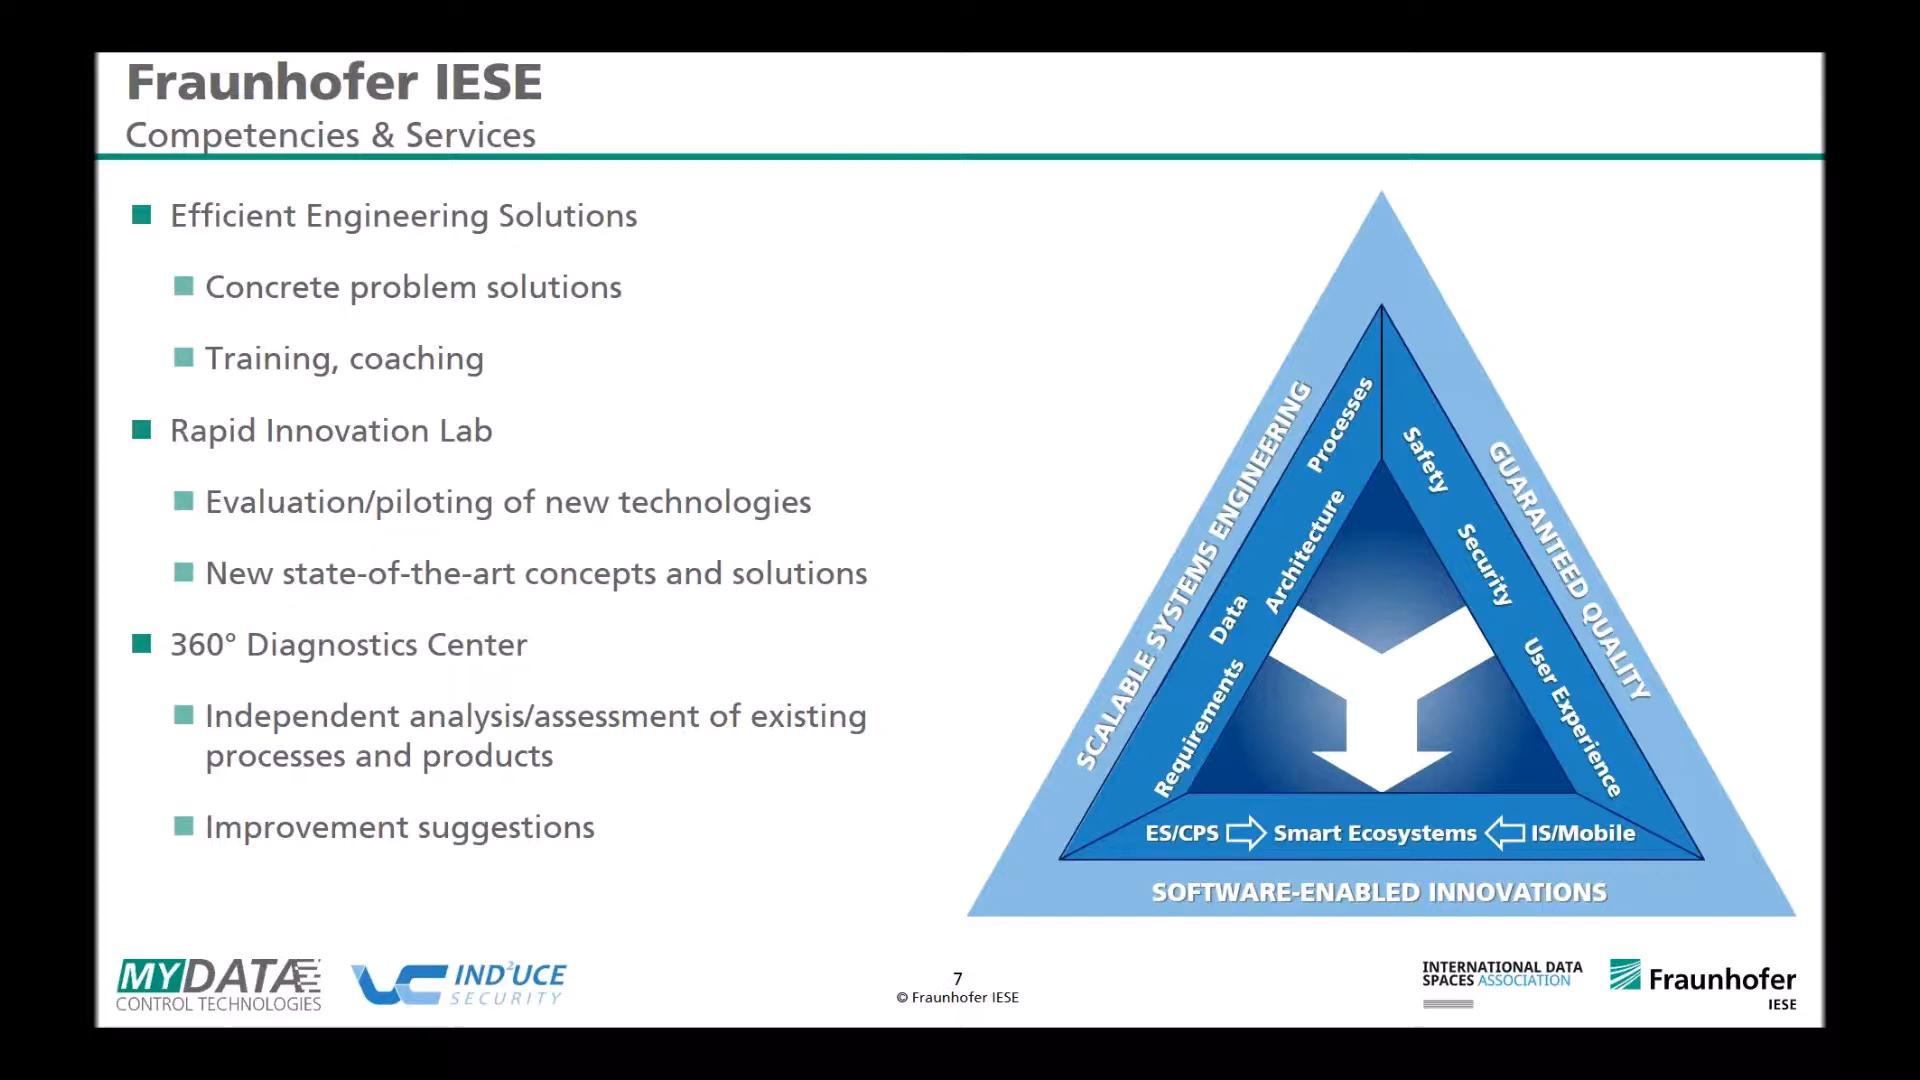 Fraunhofer IESE
Competencies & Services
Efficient Engineering Solutions
Concrete problem solutions
Training, coaching
Rapid Innovation Lab
Evaluation/piloting of new technologies
New state-of-the-art concepts and solutions
360° Diagnostics Center
Independent analysis/assessment of existing
processes and products
Improvement suggestions
SCALABLE SYSTEMS ENGINEERING
Processes
Architecture
Data
Requirements
GUARANTEED QUALITY
Safety
Security
User Experience
ES/CPS Smart Ecosystems IS/Mobile
SOFTWARE-ENABLED INNOVATIONS
MYDATA
CONTROL TECHNOLOGIES
IND²UCE
SECURITY
7
© Fraunhofer IESE
INTERNATIONAL DATA
SPACES ASSOCIATION
Fraunhofer
IESE